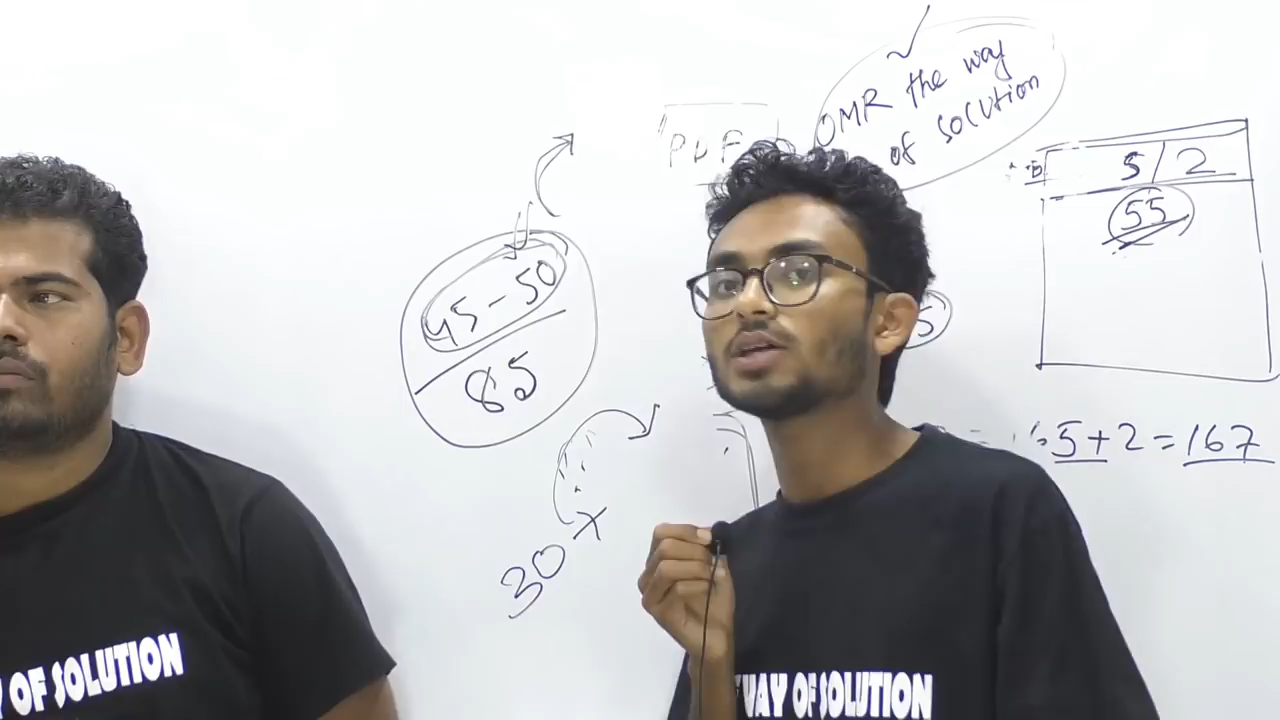 OMR the way
of solution
PDF
5 | 2
55
45-50
85
5
5+2=167
30
X
Y OF SOLUTION
WAY OF SOLUTION